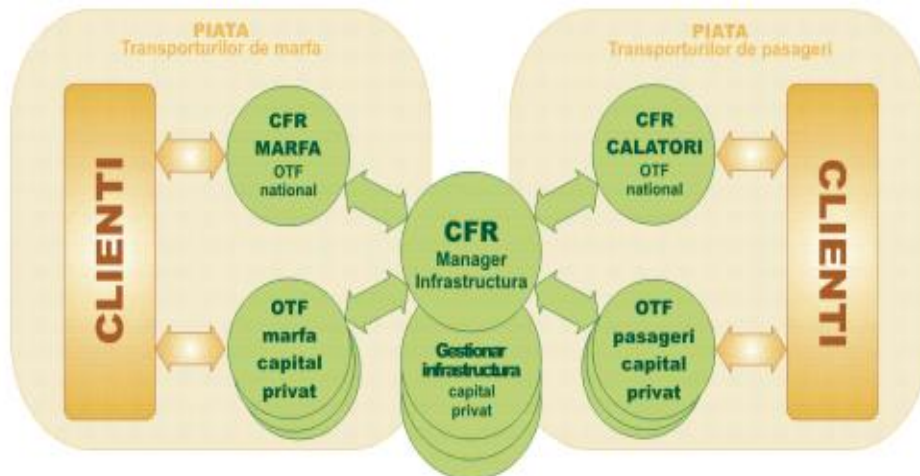 PIATA
Transporturilor de marfa
PIATA
Transporturilor de pasageri
CLIENTI
CFR
MARFA
OTF
national
CFR
CALATORI
OTF
national
CLIENTI
CFR
Manager
Infrastructura
OTF
marfa
capital
privat
Gestionar
infrastructura
capital
privat
OTF
pasageri
capital
privat